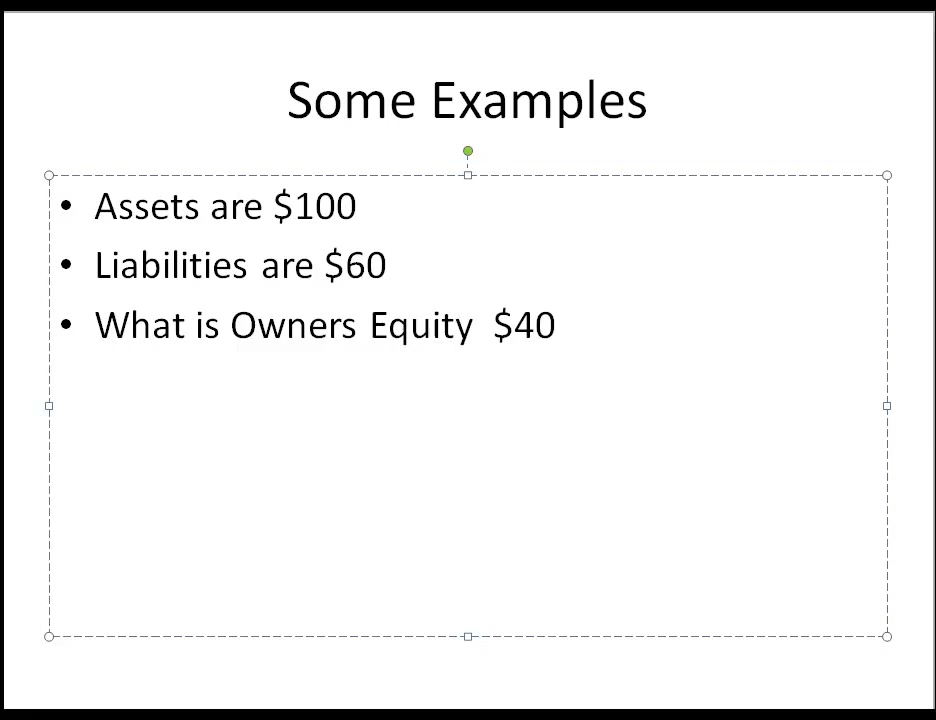 Some Examples
• Assets are $100
• Liabilities are $60
• What is Owners Equity  $40